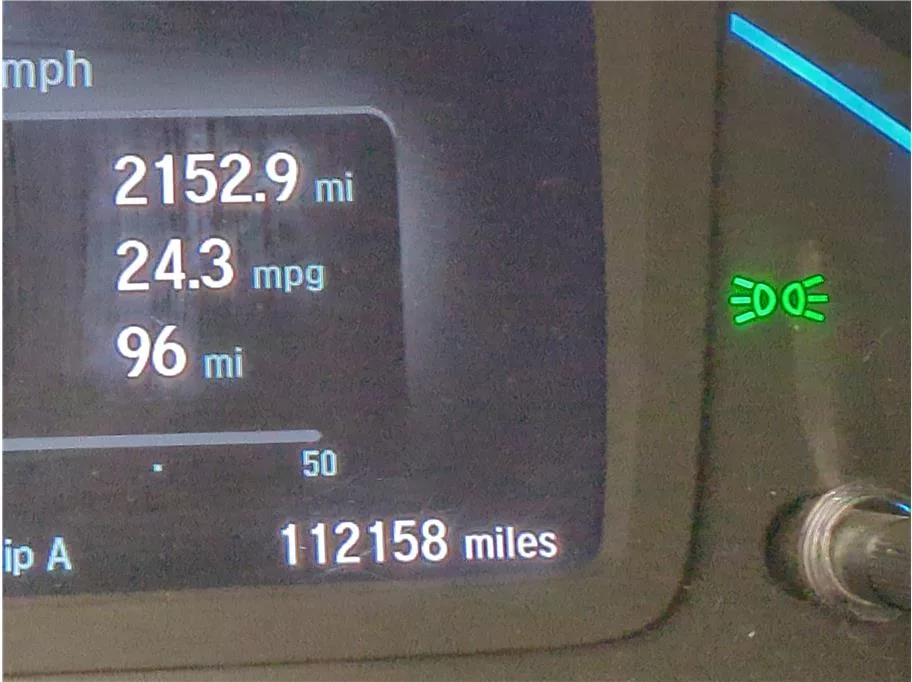 mph
2152.9 mi
24.3 mpg
96 mi
50
ip A 112158 miles